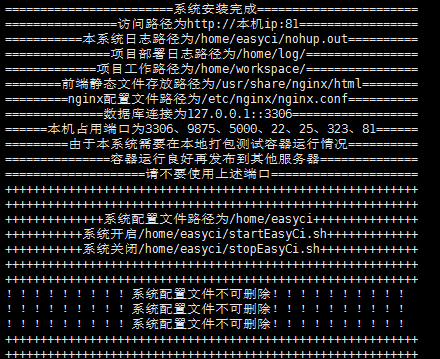 ========================系统安装完成=======================
================访问路径为http://本机ip:81=================
===========本系统日志路径为/home/easyci/nohup.out==========
===============项目部署日志路径为/home/log/================
=============项目工作路径为/home/workspace/================
========前端静态文件存放路径为/usr/share/nginx/html========
=========nginx配置文件路径为/etc/nginx/nginx.conf==========
==============数据库连接为127.0.0.1::3306==================
======本机占用端口为3306、9875、5000、22、25、323、81======
=========由于本系统需要在本地打包测试容器运行情况==========
===============容器运行良好再发布到其他服务器==============
====================请不要使用上述端口=====================
+++++++++++++++++++++++++++++++++++++++++++++++++++++++++++
+++++++++++++++++++++++++++++++++++++++++++++++++++++++++++
++++++++++++++系统配置文件路径为/home/easyci+++++++++++++++
+++++++++++系统开启/home/easyci/startEasyCi.sh+++++++++++++
+++++++++++系统关闭/home/easyci/stopEasyCi.sh++++++++++++++
+++++++++++++++++++++++++++++++++++++++++++++++++++++++++++
+++++++++++++++++++++++++++++++++++++++++++++++++++++++++++
！！！！！！！！！系统配置文件不可删除！！！！！！！！！！
！！！！！！！！！系统配置文件不可删除！！！！！！！！！！
！！！！！！！！！系统配置文件不可删除！！！！！！！！！！
+++++++++++++++++++++++++++++++++++++++++++++++++++++++++++
+++++++++++++++++++++++++++++++++++++++++++++++++++++++++++